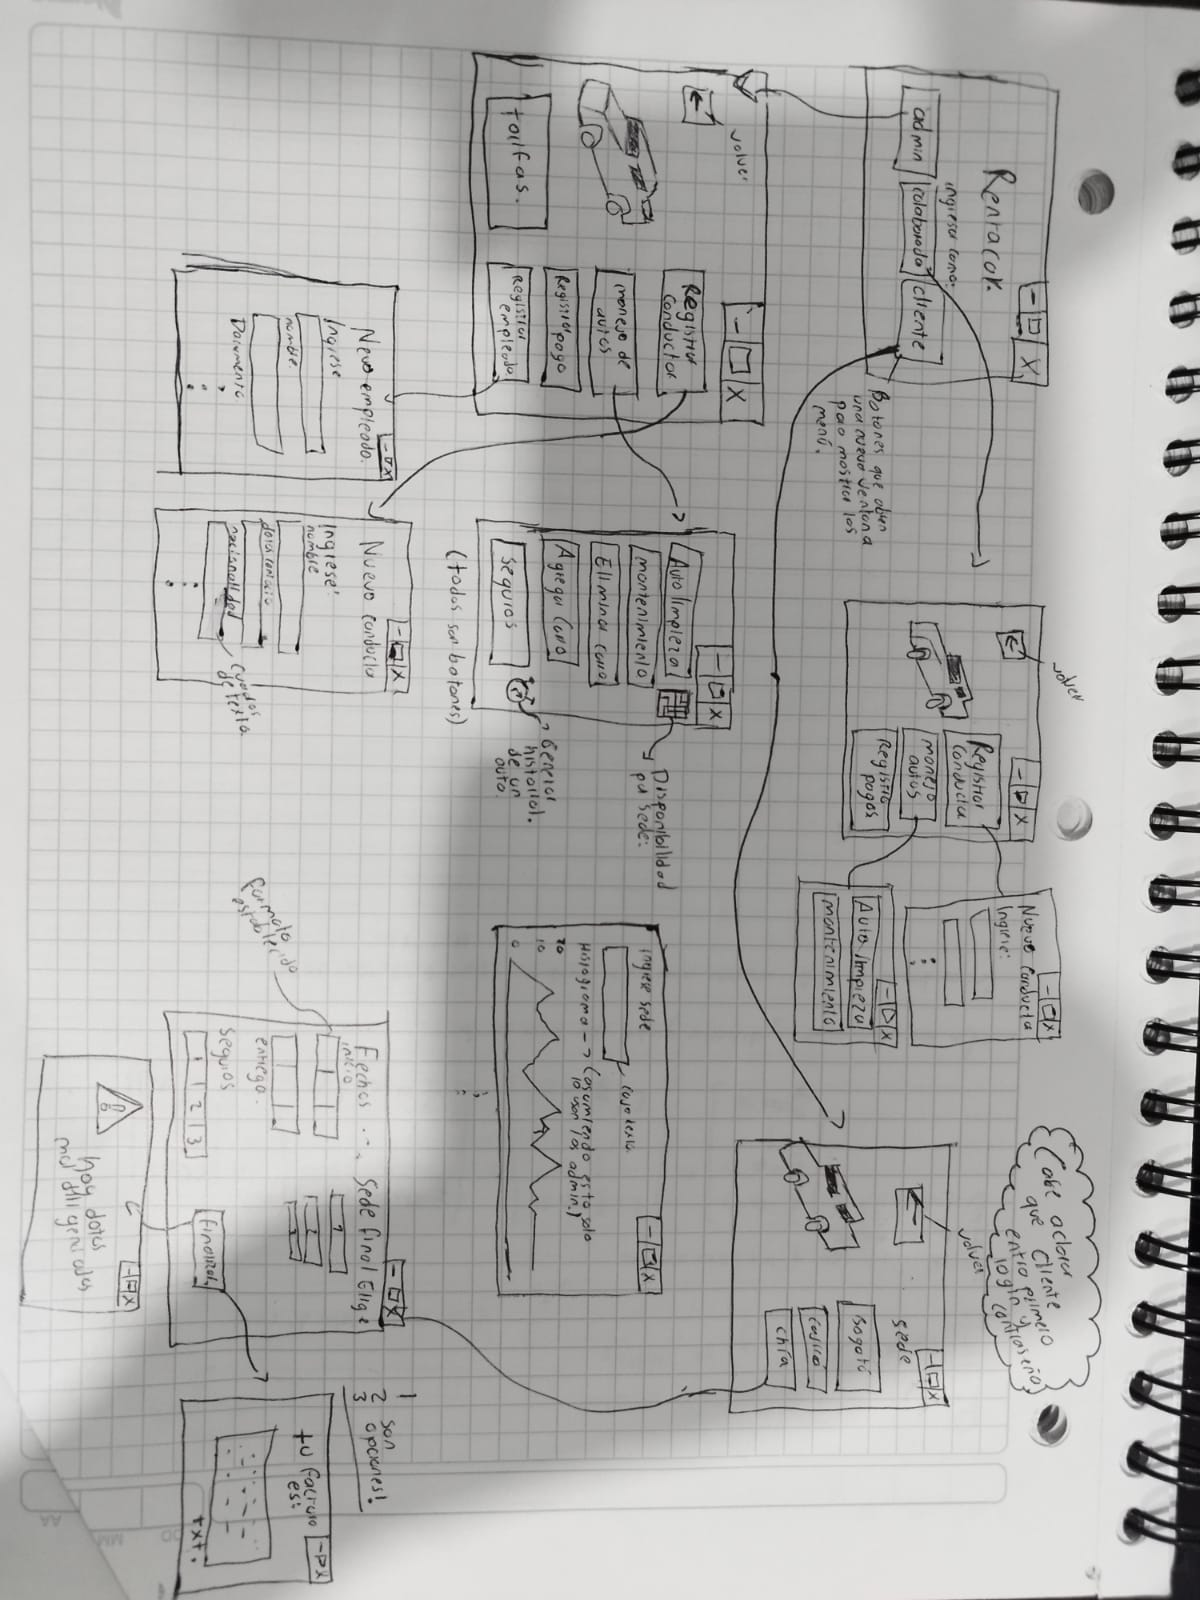 Rentacar.
ingresar como:
admin
colaborado
cliente
Botones que abren
una nueva ventana
para mostrar los
menú.
volver
Registrar
conducta
manejo
autos
Registro
pagos
Nuevo conducta
Ingrese:
Auto/limpieza
mantenimiento
Cabe aclarar
que cliente
entra primero
login y
contraseña
volver
sede
Bogotá
Cajicá
chía
volver
Registrar
conductor
manejo de
autos
Registrar pago
Registrar
empleado
tarifas.
Auto/limpieza
mantenimiento
Eliminar carro
Agregar Carro
seguros
(todos son botones)
Disponibilidad
por sede:
Generar
historial.
de un
auto.
Ingrese sede
caja texto.
Histograma -> (asumiendo esto solo
lo usan los admin.)
20
10
0
Nuevo empleado.
Ingrese
nombre.
Documento
Nuevo conducta
Ingrese:
nombre
datos contacto
nacionalidad
cuadros
de texto.
Fechas ... Sede final Elige
inicio
1
2
3
entrega.
formato
establecido
seguros
1 2 3
Finalizar.
1
2
3
son
opciones!
tu factura
es:
txt.
hay datos
mal diligenciados